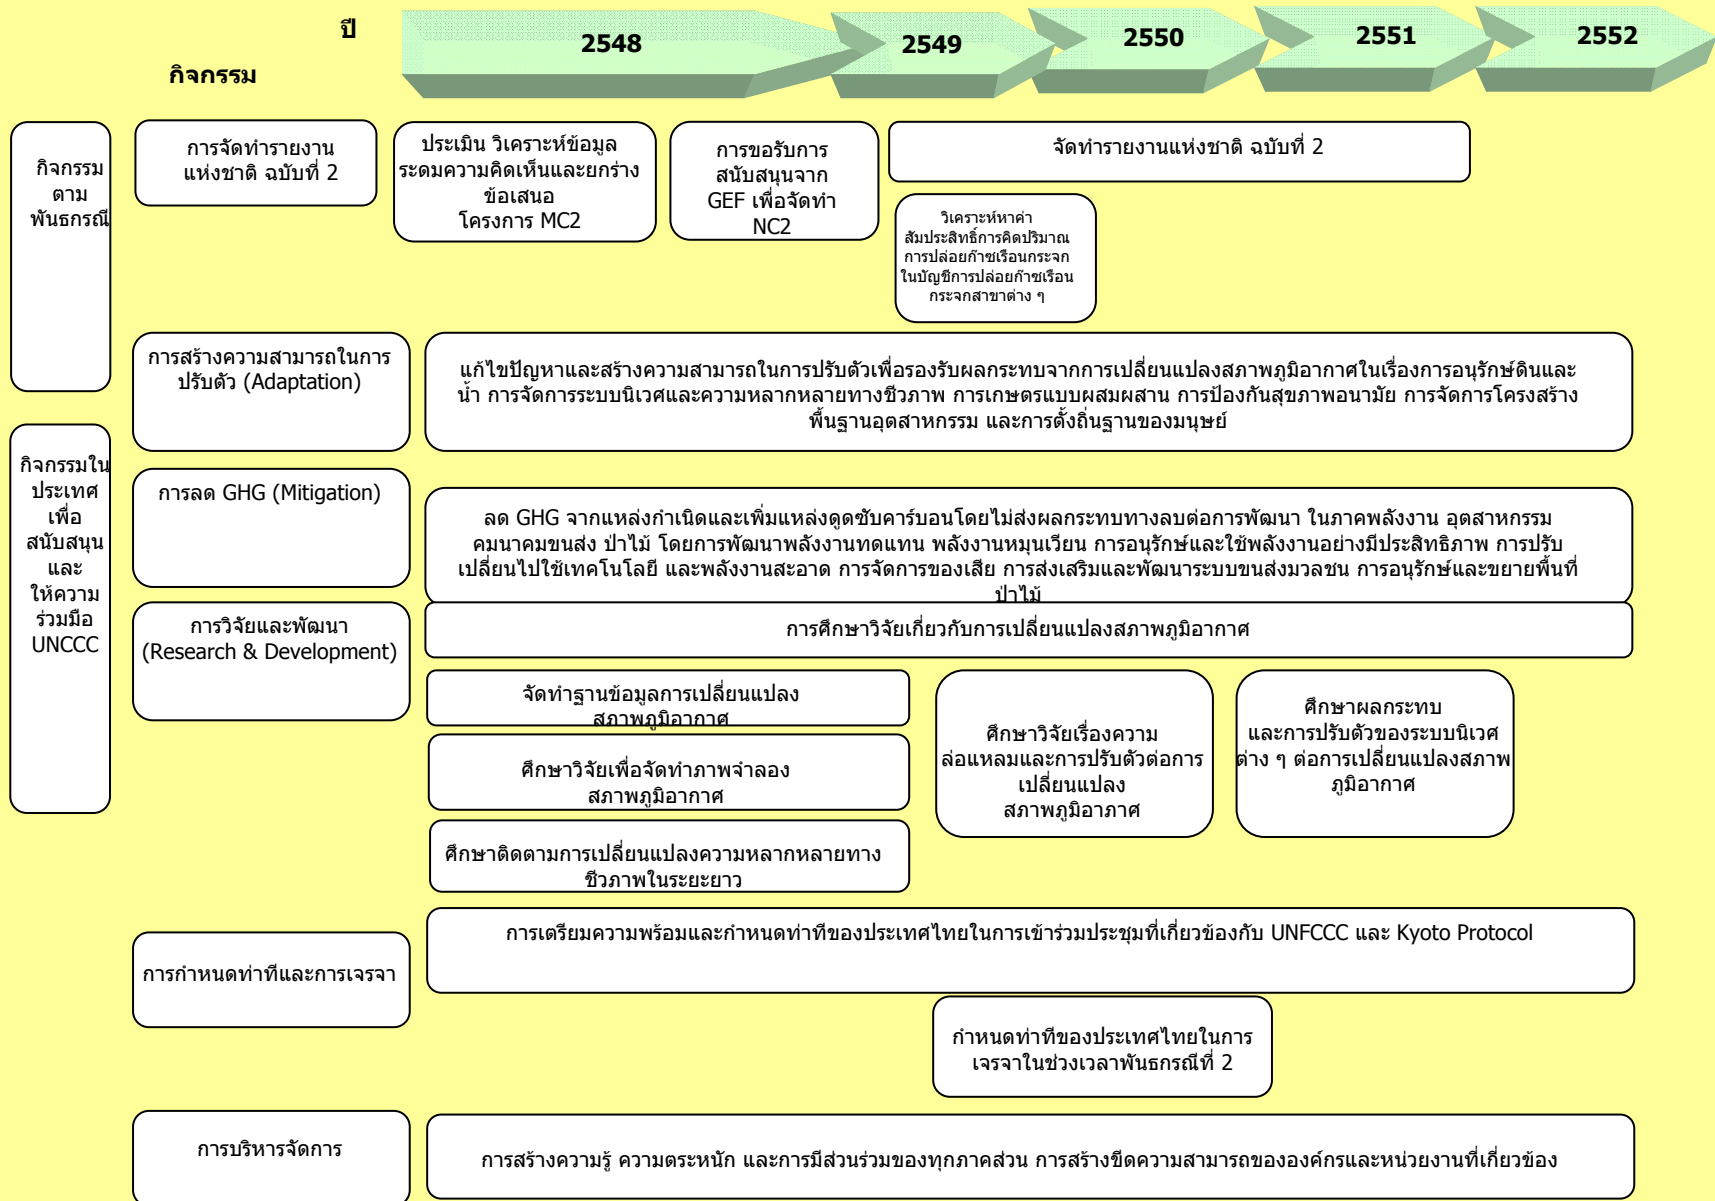 ปี
2548
2549
2550
2551
2552
กิจกรรม
กิจกรรม
ตาม
พันธกรณี
การจัดทำรายงาน
แห่งชาติ ฉบับที่ 2
ประเมิน วิเคราะห์ข้อมูล
ระดมความคิดเห็นและยกร่าง
ข้อเสนอ
โครงการ MC2
การขอรับการ
สนับสนุนจาก
GEF เพื่อจัดทำ
NC2
จัดทำรายงานแห่งชาติ ฉบับที่ 2
วิเคราะห์หาค่า
สัมประสิทธิ์การคิดปริมาณ
การปล่อยก๊าซเรือนกระจก
ในบัญชีการปล่อยก๊าซเรือน
กระจกสาขาต่าง ๆ
การสร้างความสามารถในการ
ปรับตัว (Adaptation)
แก้ไขปัญหาและสร้างความสามารถในการปรับตัวเพื่อรองรับผลกระทบจากการเปลี่ยนแปลงสภาพภูมิอากาศในเรื่องการอนุรักษ์ดินและ
น้ำ การจัดการระบบนิเวศและความหลากหลายทางชีวภาพ การเกษตรแบบผสมผสาน การป้องกันสุขภาพอนามัย การจัดการโครงสร้าง
พื้นฐานอุตสาหกรรม และการตั้งถิ่นฐานของมนุษย์
กิจกรรมใน
ประเทศ
เพื่อ
สนับสนุน
และ
ให้ความ
ร่วมมือ
UNCCC
การลด GHG (Mitigation)
ลด GHG จากแหล่งกำเนิดและเพิ่มแหล่งดูดซับคาร์บอนโดยไม่ส่งผลกระทบทางลบต่อการพัฒนา ในภาคพลังงาน อุตสาหกรรม
คมนาคมขนส่ง ป่าไม้ โดยการพัฒนาพลังงานทดแทน พลังงานหมุนเวียน การอนุรักษ์และใช้พลังงานอย่างมีประสิทธิภาพ การปรับ
เปลี่ยนไปใช้เทคโนโลยี และพลังงานสะอาด การจัดการของเสีย การส่งเสริมและพัฒนาระบบขนส่งมวลชน การอนุรักษ์และขยายพื้นที่
ป่าไม้
การวิจัยและพัฒนา
(Research & Development)
การศึกษาวิจัยเกี่ยวกับการเปลี่ยนแปลงสภาพภูมิอากาศ
จัดทำฐานข้อมูลการเปลี่ยนแปลง
สภาพภูมิอากาศ
ศึกษาวิจัยเพื่อจัดทำภาพจำลอง
สภาพภูมิอากาศ
ศึกษาติดตามการเปลี่ยนแปลงความหลากหลายทาง
ชีวภาพในระยะยาว
ศึกษาวิจัยเรื่องความ
ล่อแหลมและการปรับตัวต่อการ
เปลี่ยนแปลง
สภาพภูมิอาภาศ
ศึกษาผลกระทบ
และการปรับตัวของระบบนิเวศ
ต่าง ๆ ต่อการเปลี่ยนแปลงสภาพ
ภูมิอากาศ
การกำหนดท่าทีและการเจรจา
การเตรียมความพร้อมและกำหนดท่าทีของประเทศไทยในการเข้าร่วมประชุมที่เกี่ยวข้องกับ UNFCCC และ Kyoto Protocol
กำหนดท่าทีของประเทศไทยในการ
เจรจาในช่วงเวลาพันธกรณีที่ 2
การบริหารจัดการ
การสร้างความรู้ ความตระหนัก และการมีส่วนร่วมของทุกภาคส่วน การสร้างขีดความสามารถขององค์กรและหน่วยงานที่เกี่ยวข้อง